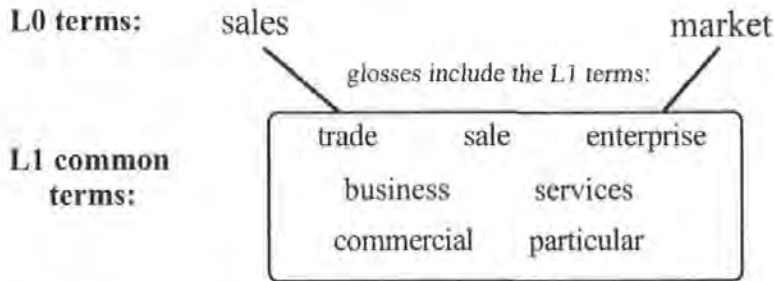 L0 terms: sales market
glosses include the L1 terms:
trade sale enterprise
L1 common
terms:
business services
commercial particular